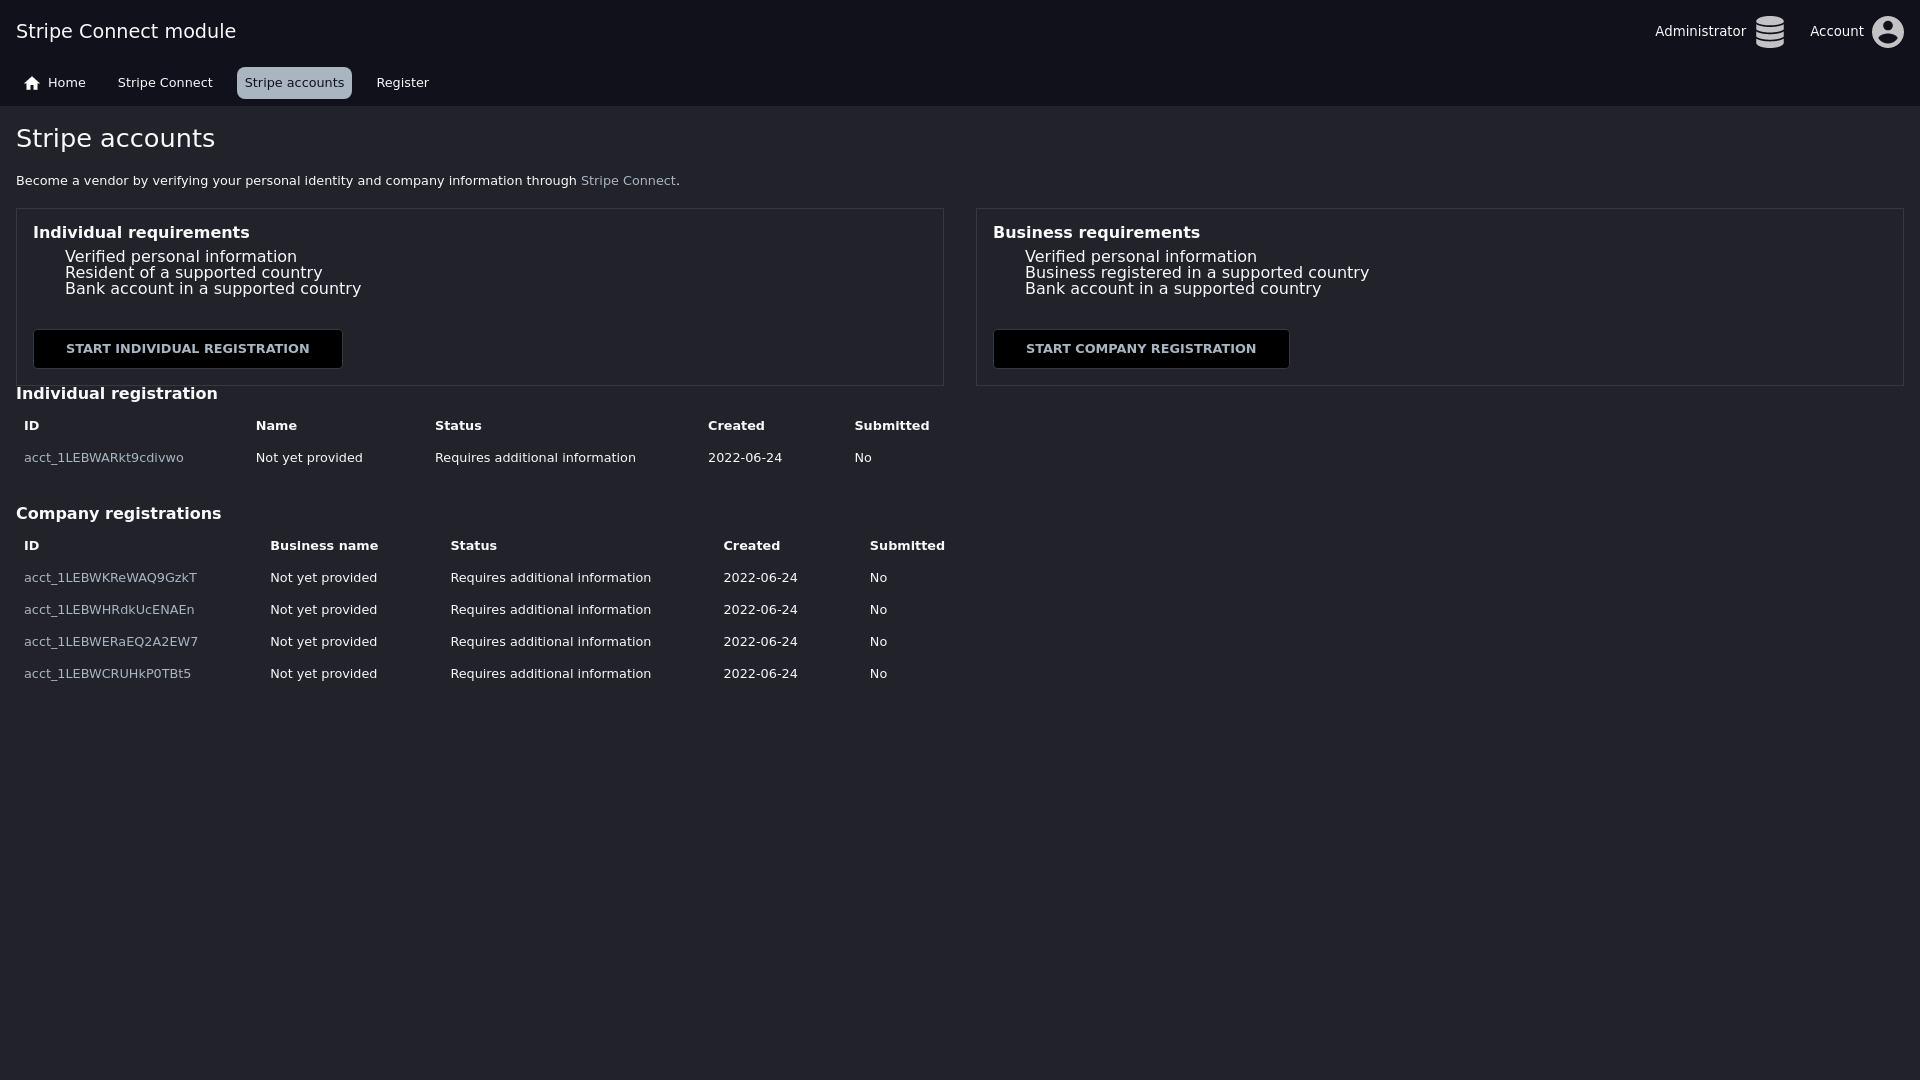 Stripe Connect module
Administrator
Account
Home
Stripe Connect
Stripe accounts
Register
Stripe accounts
Become a vendor by verifying your personal identity and company information through Stripe Connect.
Individual requirements
Verified personal information
Resident of a supported country
Bank account in a supported country
START INDIVIDUAL REGISTRATION
Business requirements
Verified personal information
Business registered in a supported country
Bank account in a supported country
START COMPANY REGISTRATION
Individual registration
ID Name Status Created Submitted
acct_1LEBWARkt9cdivwo Not yet provided Requires additional information 2022-06-24 No
Company registrations
ID Business name Status Created Submitted
acct_1LEBWKReWAQ9GzkT Not yet provided Requires additional information 2022-06-24 No
acct_1LEBWHRdkUcENAEn Not yet provided Requires additional information 2022-06-24 No
acct_1LEBWERaEQ2A2EW7 Not yet provided Requires additional information 2022-06-24 No
acct_1LEBWCRUHkP0TBt5 Not yet provided Requires additional information 2022-06-24 No